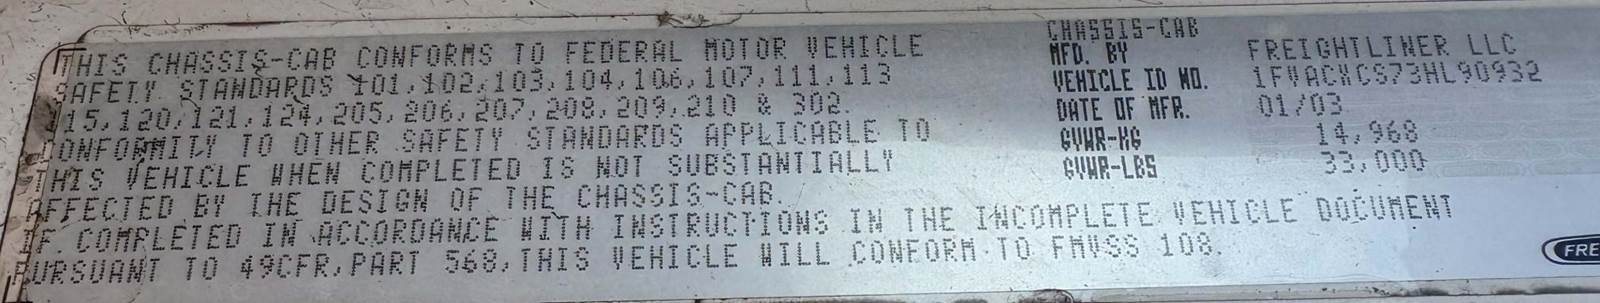 THIS CHASSIS-CAB CONFORMS TO FEDERAL MOTOR VEHICLE
SAFETY STANDARDS 101,102,103,104,106,107,111,113
115,120,121,124,205,206,207,208,209,210 & 302.
CONFORMITY TO OTHER SAFETY STANDARDS APPLICABLE TO
THIS VEHICLE WHEN COMPLETED IS NOT SUBSTANTIALLY
AFFECTED BY THE DESIGN OF THE CHASSIS-CAB.
IF COMPLETED IN ACCORDANCE WITH INSTRUCTIONS IN THE INCOMPLETE VEHICLE DOCUMENT
PURSUANT TO 49CFR,PART 568,THIS VEHICLE WILL CONFORM TO FMVSS 108.
CHASSIS-CAB
MFD. BY FREIGHTLINER LLC
VEHICLE ID NO. 1FVACXCS73HL90932
DATE OF MFR. 01/03
GVWR-KG 14,968
GVWR-LBS 33,000
FRE